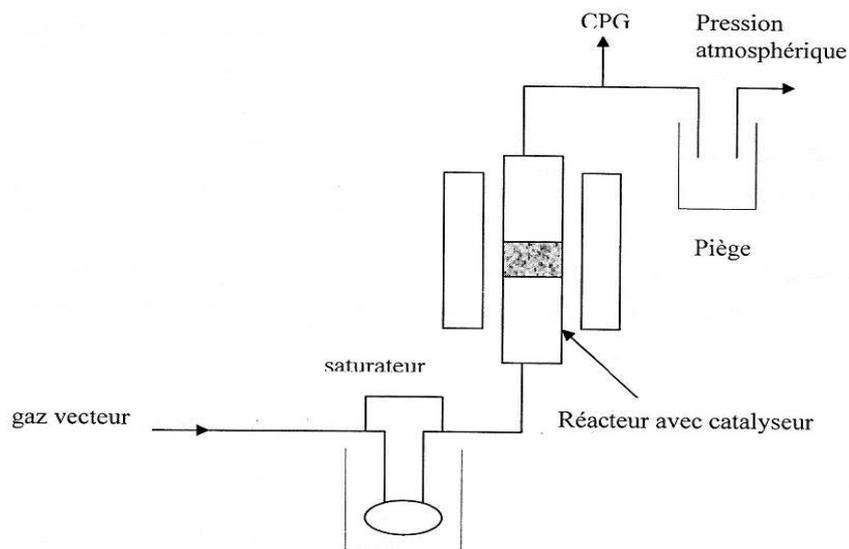 CPG
Pression
atmosphérique
Piège
saturateur
gaz vecteur
Réacteur avec catalyseur